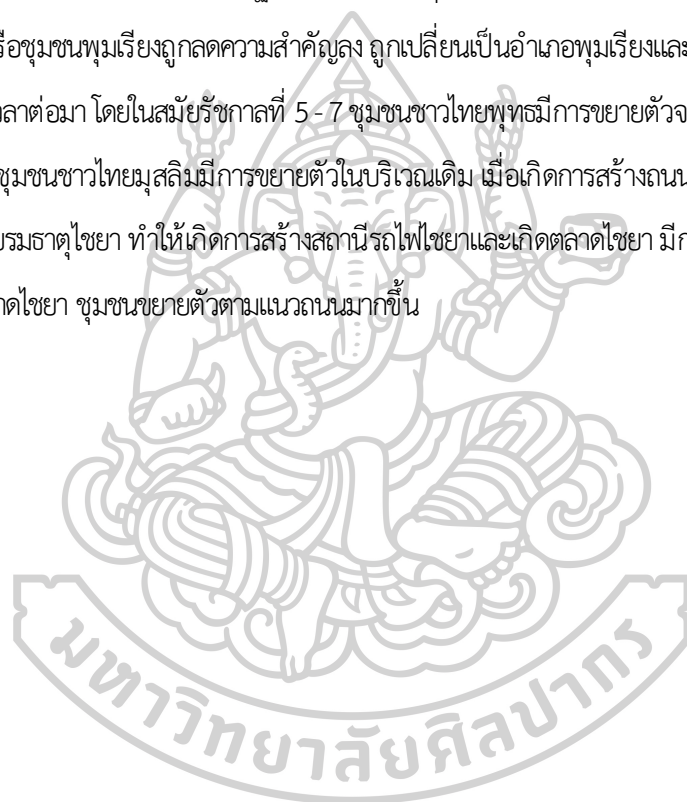 ชุมชนพุมเรียงถูกลดความสำคัญลง ถูกเปลี่ยนเป็นอำเภอพุมเรียงและ
ต่อมา โดยในสมัยรัชกาลที่ 5 - 7 ชุมชนชาวไทยพุทธมีการขยายตัว
ชุมชนชาวไทยมุสลิมมีการขยายตัวในบริเวณเดิม เมื่อเกิดการสร้างถนน
บรมธาตุไชยา ทำให้เกิดการสร้างสถานีรถไฟไชยาและเกิดตลาดไชยา
ไชยา ชุมชนขยายตัวตามแนวถนนมากขึ้น
มหาวิทยาลัยศิลปากร